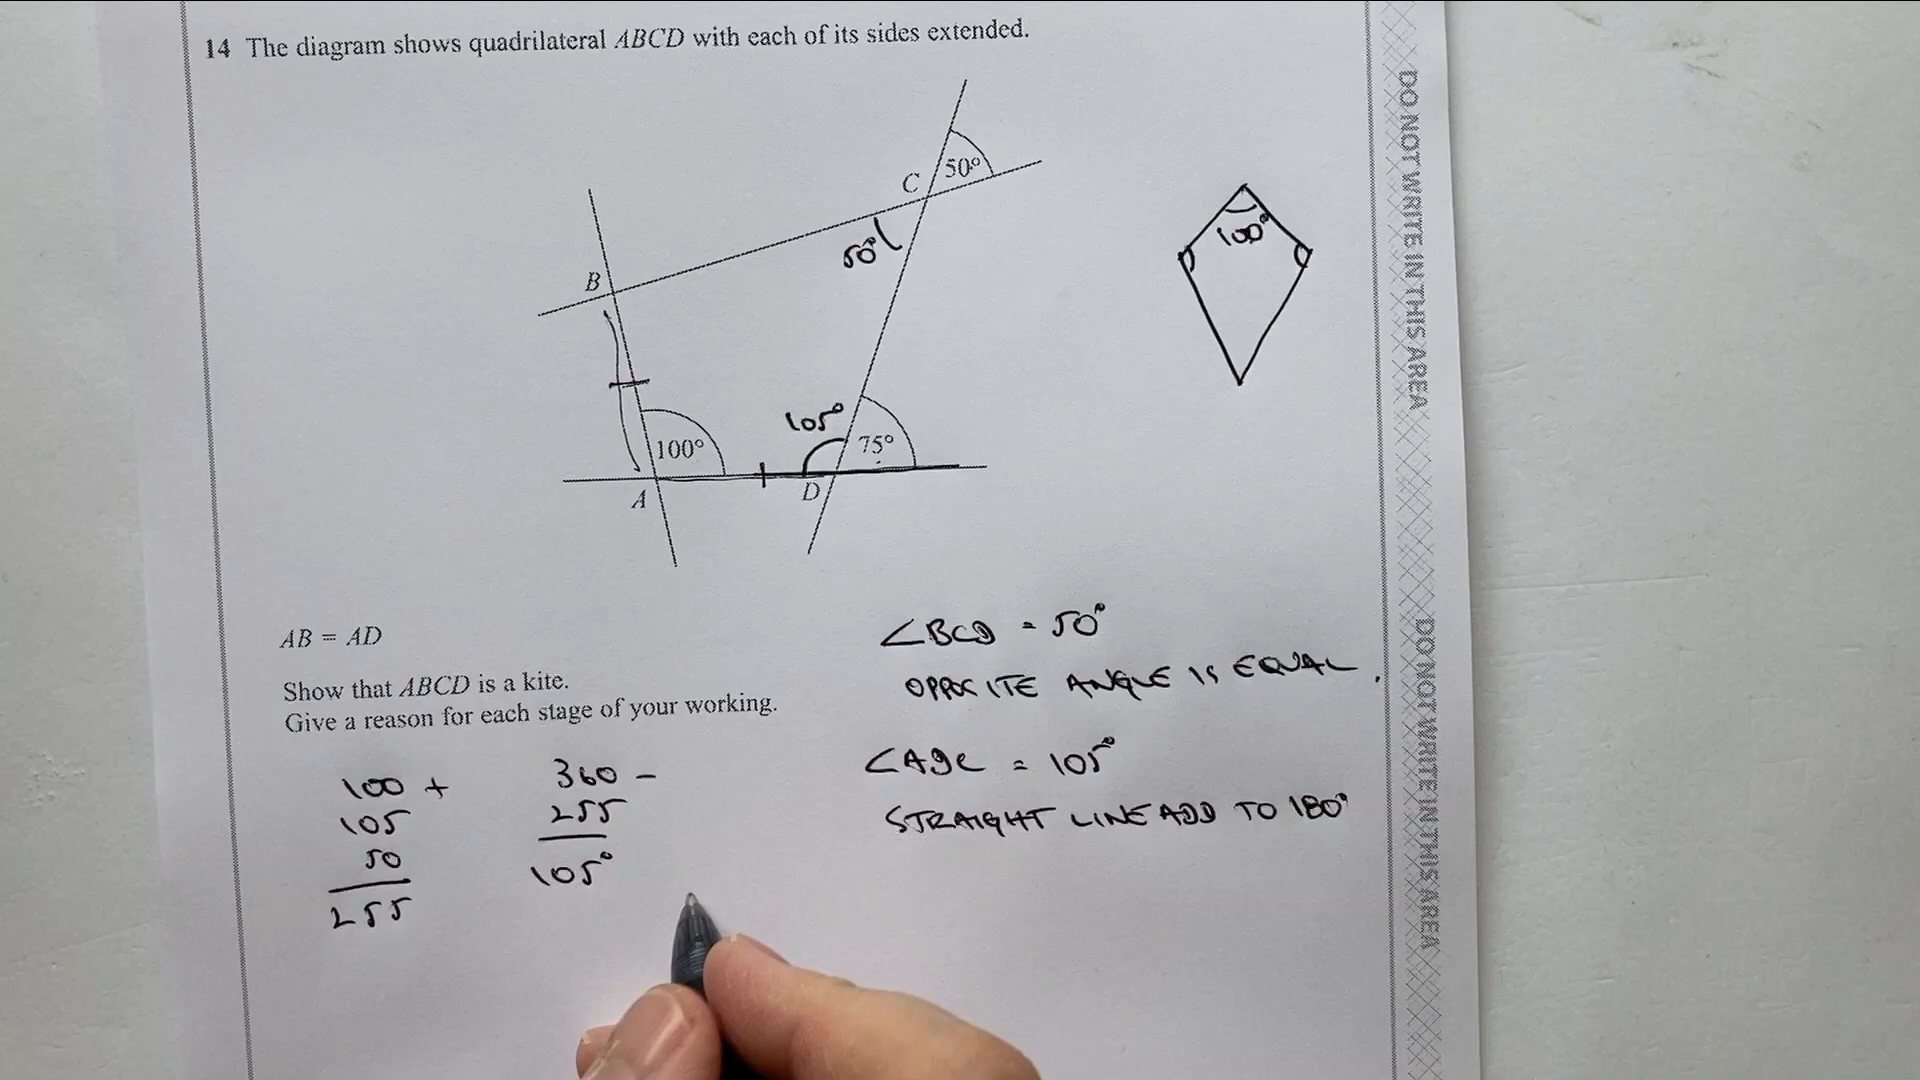 14 The diagram shows quadrilateral ABCD with each of its sides extended.
C
50°
50°
B
100°
105°
100°
75°
A
D
AB = AD
Show that ABCD is a kite.
Give a reason for each stage of your working.
∠BCD = 50°
OPPOSITE ANGLE IS EQUAL.
∠ADC = 105°
STRAIGHT LINE ADD TO 180°
100 +
105
50
255
360 -
255
105°
DO NOT WRITE IN THIS AREA
DO NOT WRITE IN THIS AREA